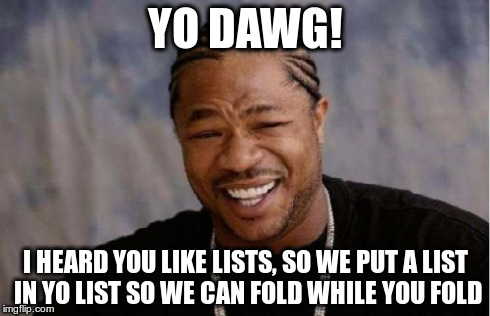 YO DAWG!
I HEARD YOU LIKE LISTS, SO WE PUT A LIST
IN YO LIST SO WE CAN FOLD WHILE YOU FOLD
imgflip.com